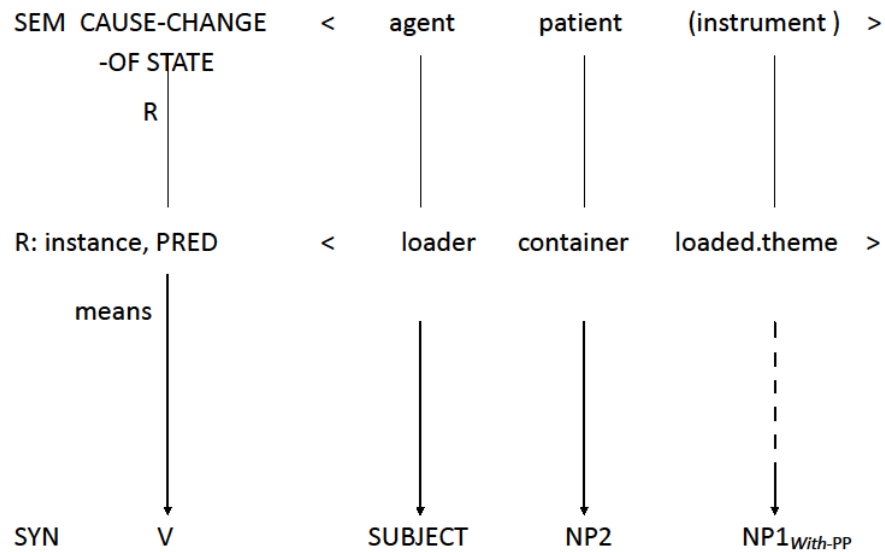 SEM CAUSE-CHANGE < agent patient (instrument ) >
-OF STATE
R
R: instance, PRED < loader container loaded.theme >
means
SYN V SUBJECT NP2 NP1With-PP